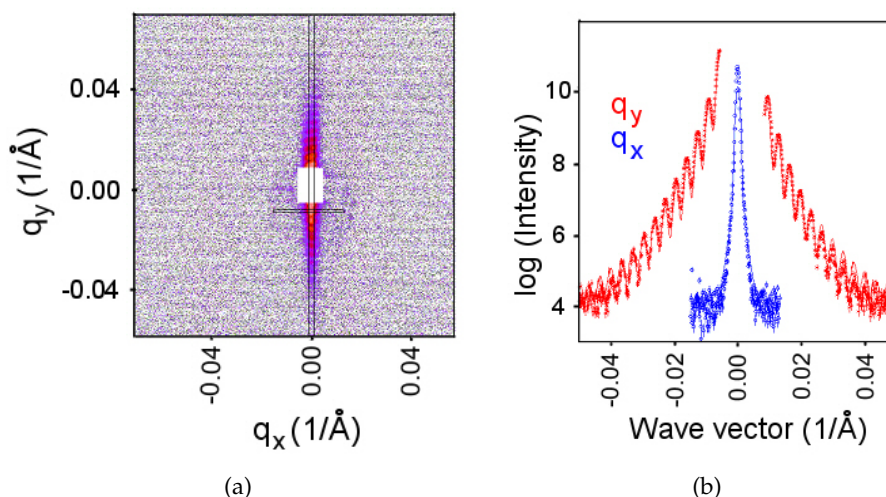 0.04
0.00
-0.04
q_y (1/Å)
-0.04
0.00
0.04
q_x (1/Å)
(a)
10
8
6
4
log (Intensity)
q_y
q_x
-0.04
-0.02
0.00
0.02
0.04
Wave vector (1/Å)
(b)